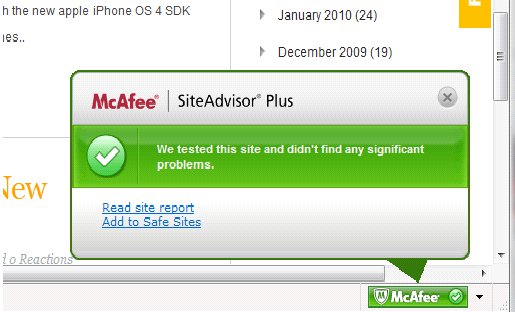 h the new apple iPhone OS 4 SDK
es..
January 2010 (24)
December 2009 (19)
McAfee® | SiteAdvisor® Plus
We tested this site and didn't find any significant
problems.
Read site report
Add to Safe Sites
New
o Reactions
McAfee